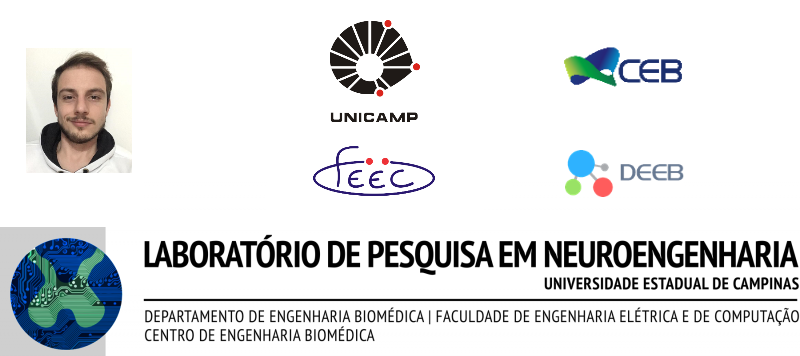 UNICAMP
CEB
FEEC
DEEB
LABORATÓRIO DE PESQUISA EM NEUROENGENHARIA
UNIVERSIDADE ESTADUAL DE CAMPINAS
DEPARTAMENTO DE ENGENHARIA BIOMÉDICA | FACULDADE DE ENGENHARIA ELÉTRICA E DE COMPUTAÇÃO
CENTRO DE ENGENHARIA BIOMÉDICA